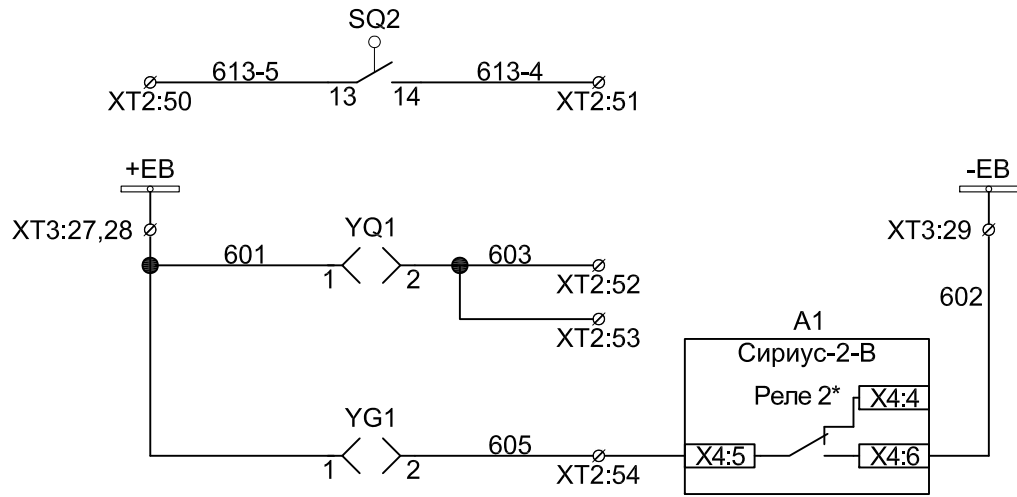 SQ2
613-5
613-4
13
14
XT2:50
XT2:51
+EB
-EB
XT3:27,28
YQ1
XT3:29
601
603
1
2
XT2:52
602
XT2:53
A1
Сириус-2-В
Реле 2*
X4:4
YG1
605
1
2
XT2:54
X4:5
X4:6